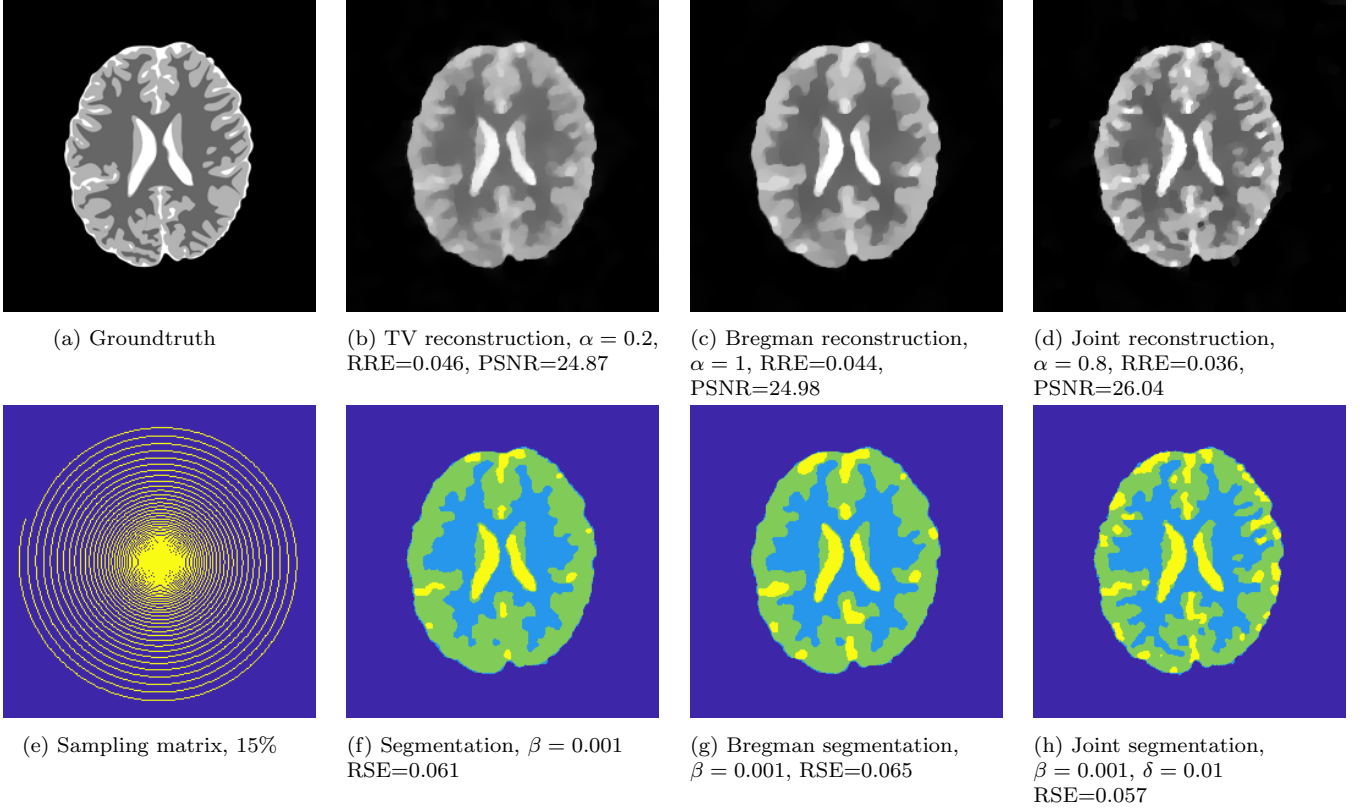 (a) Groundtruth
(b) TV reconstruction, α = 0.2,
RRE=0.046, PSNR=24.87
(c) Bregman reconstruction,
α = 1, RRE=0.044,
PSNR=24.98
(d) Joint reconstruction,
α = 0.8, RRE=0.036,
PSNR=26.04
(e) Sampling matrix, 15%
(f) Segmentation, β = 0.001
RSE=0.061
(g) Bregman segmentation,
β = 0.001, RSE=0.065
(h) Joint segmentation,
β = 0.001, δ = 0.01
RSE=0.057